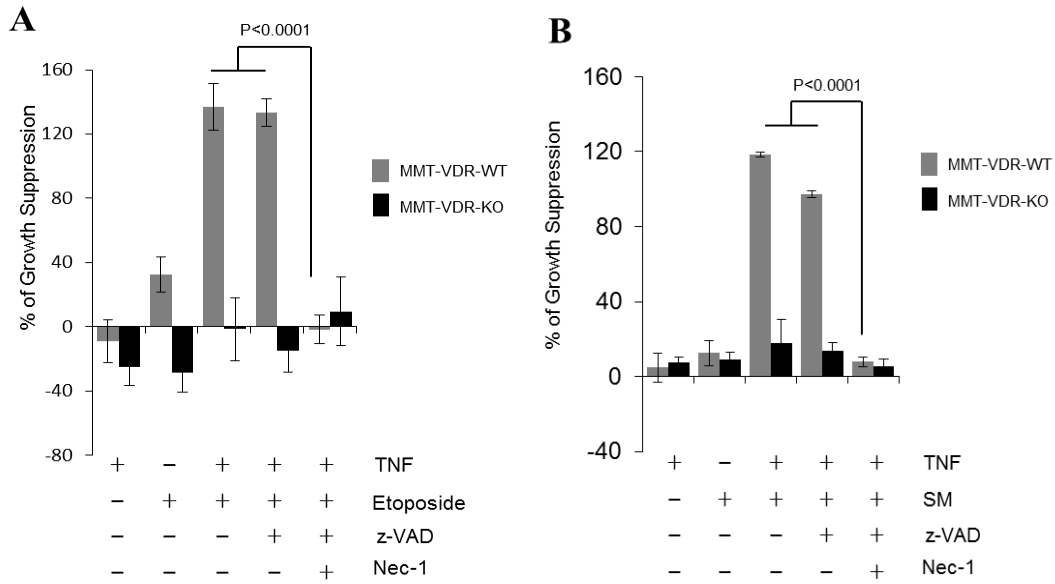 A
P<0.0001
160
120
80
40
0
-40
-80
% of Growth Suppression
MMT-VDR-WT
MMT-VDR-KO
+ – + + + TNF
– + + + + Etoposide
– – – + + z-VAD
– – – – + Nec-1
B
P<0.0001
160
120
80
40
0
-40
% of Growth Suppression
MMT-VDR-WT
MMT-VDR-KO
+ – + + + TNF
– + + + + SM
– – – + + z-VAD
– – – – + Nec-1